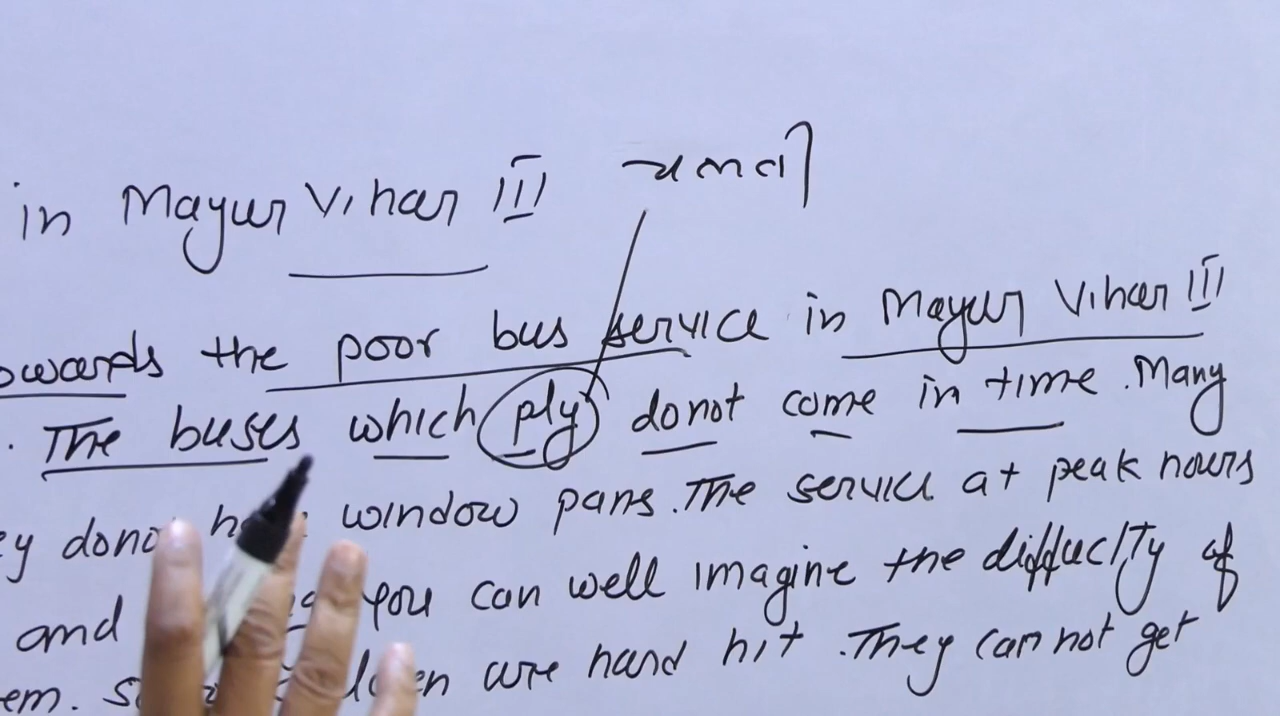 in Mayur Vihar III चलती
owards the poor bus service in Mayur Vihar III
. The buses which ply donot come in time. Many
ey window pans. The service at peak hours
and you can well imagine the diffuclty of
em. are hard hit. They can not get